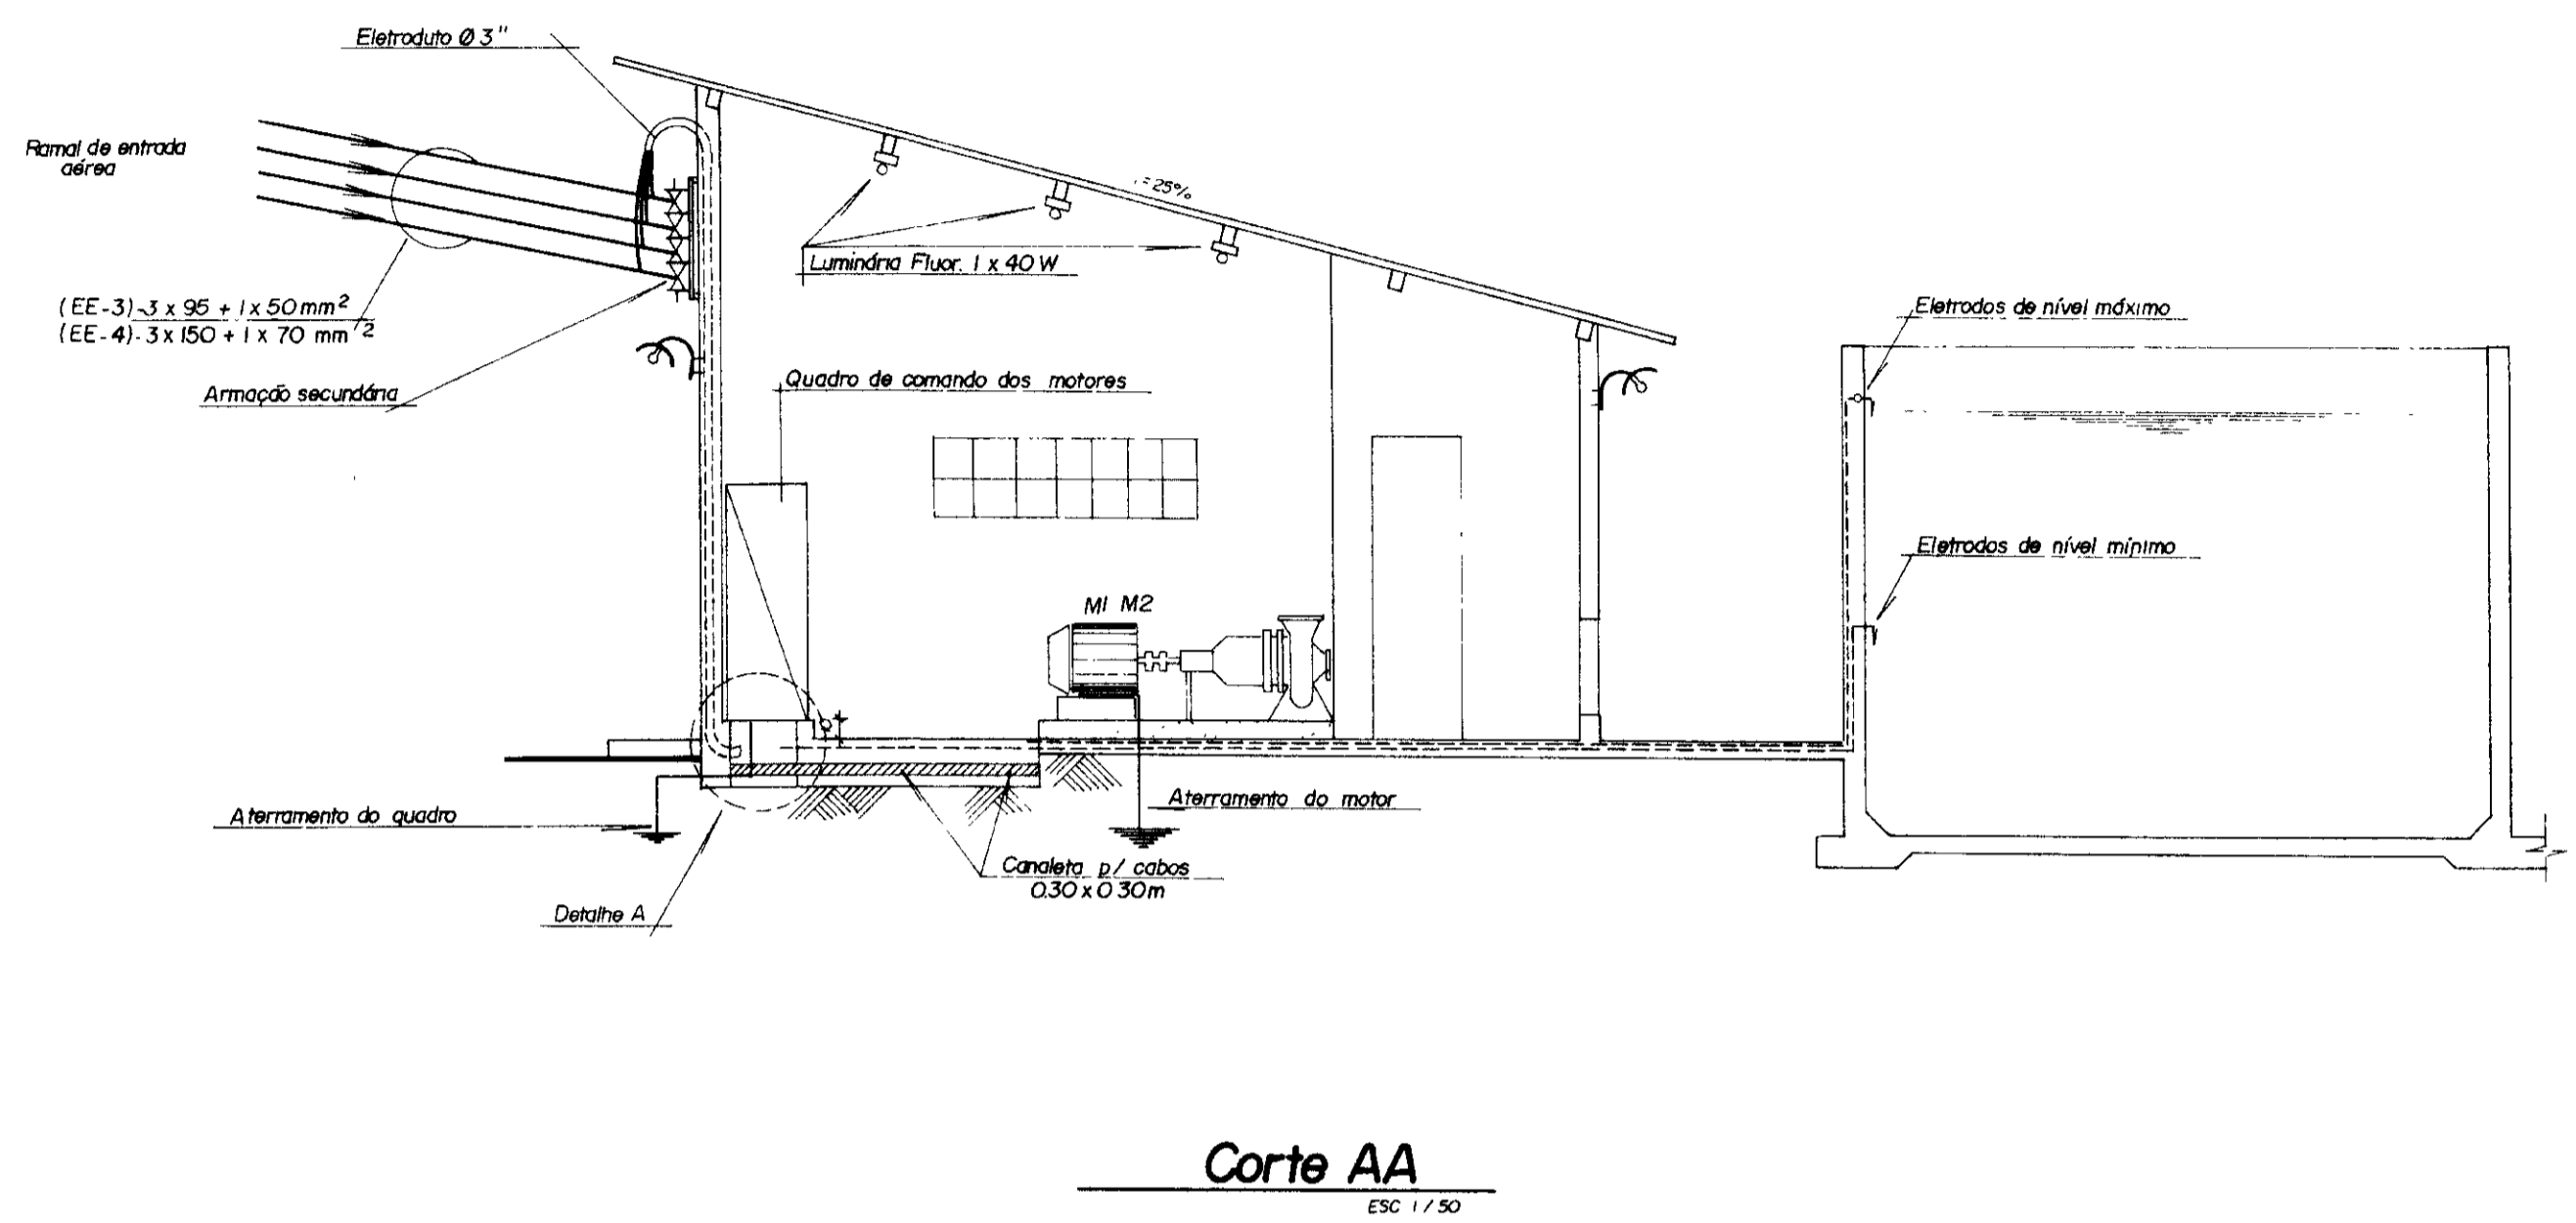 Eletroduto Ø 3"
Ramal de entrada
aérea
i = 25%
Luminária Fluor. 1 x 40 W
(EE-3)-3 x 95 + 1 x 50 mm²
(EE-4)-3 x 150 + 1 x 70 mm²
Eletrodos de nível máximo
Armação secundária
Quadro de comando dos motores
Eletrodos de nível mínimo
M1 M2
Aterramento do quadro
Aterramento do motor
Canaleta p/ cabos
0.30 x 0 30 m
Detalhe A
Corte AA
ESC 1 / 50